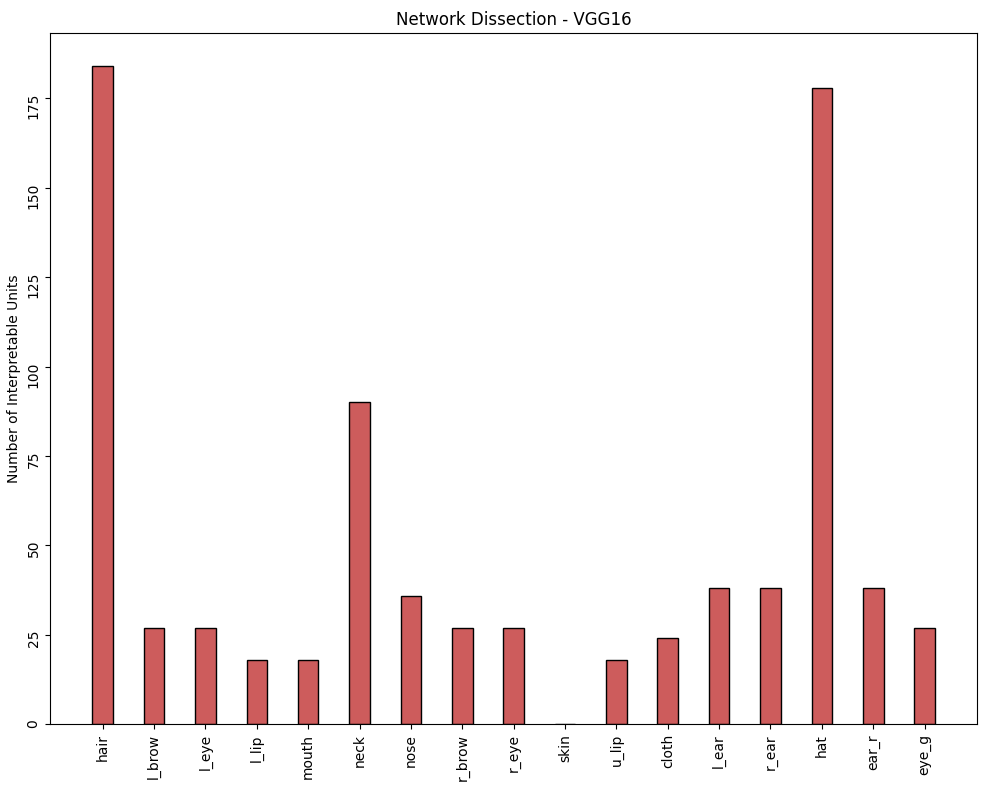 Network Dissection - VGG16
Number of Interpretable Units
175
150
125
100
75
50
25
0
hair
l_brow
l_eye
l_lip
mouth
neck
nose
r_brow
r_eye
skin
u_lip
cloth
l_ear
r_ear
hat
ear_r
eye_g